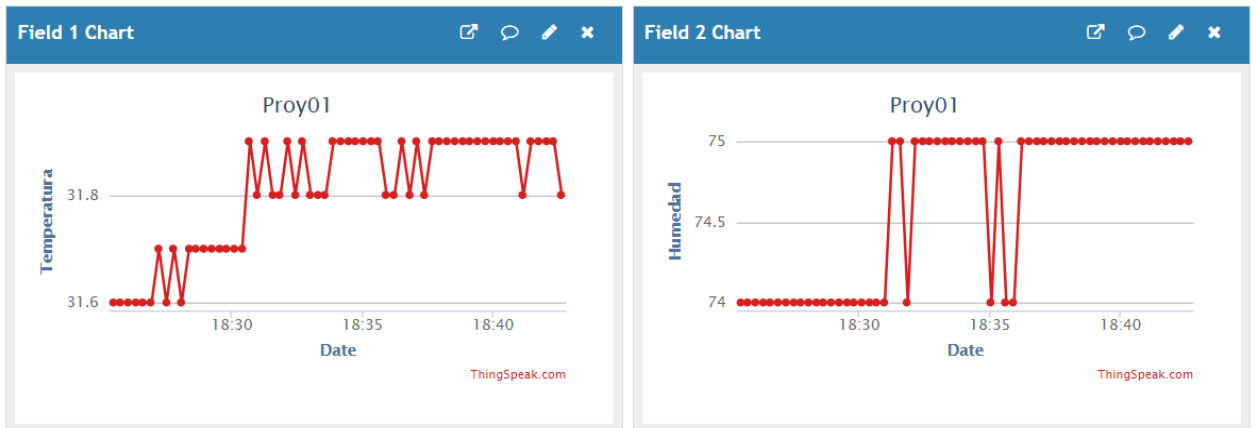 Field 1 Chart
Proy01
Temperatura
31.8
31.6
18:30 18:35 18:40
Date
ThingSpeak.com
Field 2 Chart
Proy01
Humedad
75
74.5
74
18:30 18:35 18:40
Date
ThingSpeak.com